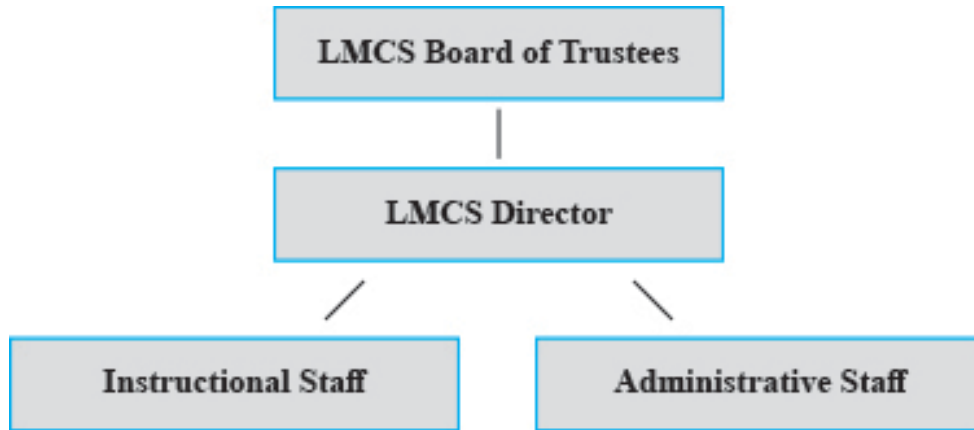 LMCS Board of Trustees
LMCS Director
Instructional Staff
Administrative Staff